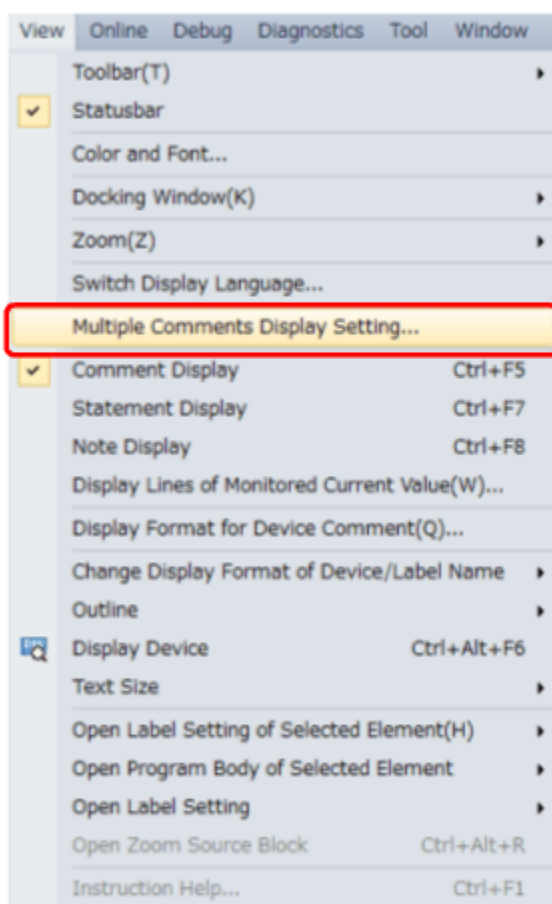 View Online Debug Diagnostics Tool Window
Toolbar(T)
Statusbar
Color and Font...
Docking Window(K)
Zoom(Z)
Switch Display Language...
Multiple Comments Display Setting...
Comment Display Ctrl+F5
Statement Display Ctrl+F7
Note Display Ctrl+F8
Display Lines of Monitored Current Value(W)...
Display Format for Device Comment(Q)...
Change Display Format of Device/Label Name
Outline
Display Device Ctrl+Alt+F6
Text Size
Open Label Setting of Selected Element(H)
Open Program Body of Selected Element
Open Label Setting
Open Zoom Source Block Ctrl+Alt+R
Instruction Help... Ctrl+F1